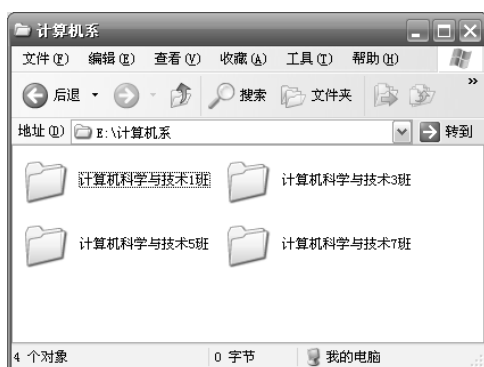 计算机系
文件(F) 编辑(E) 查看(V) 收藏(A) 工具(T) 帮助(H)
后退 搜索 文件夹 »
地址(D) E:\计算机系 转到
计算机科学与技术1班 计算机科学与技术3班
计算机科学与技术5班 计算机科学与技术7班
4 个对象 0 字节 我的电脑